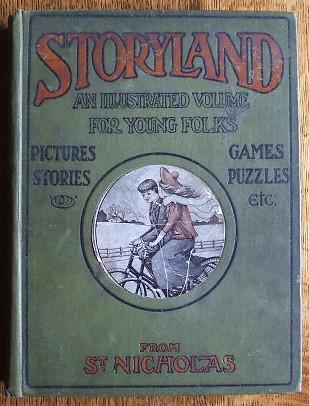 STORYLAND
AN ILLUSTRATED VOLUME
FOR YOUNG FOLKS
PICTURES
STORIES
GAMES
PUZZLES
Etc.
FROM
ST NICHOLAS